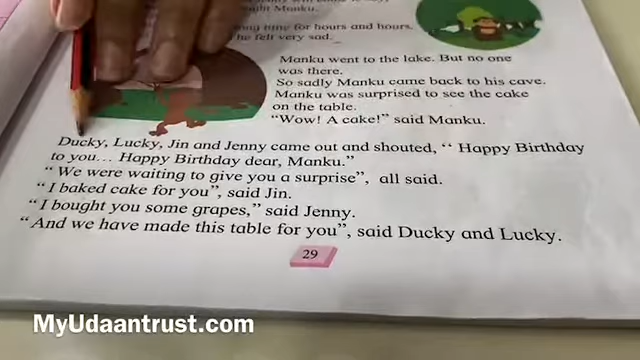 ught Manku.
ong time for hours and hours.
he felt very sad.
Manku went to the lake. But no one
was there.
So sadly Manku came back to his cave.
Manku was surprised to see the cake
on the table.
"Wow! A cake!" said Manku.
Ducky, Lucky, Jin and Jenny came out and shouted, “ Happy Birthday
to you... Happy Birthday dear, Manku.”
“ We were waiting to give you a surprise”, all said.
“ I baked cake for you”, said Jin.
“ I bought you some grapes,” said Jenny.
“ And we have made this table for you”, said Ducky and Lucky.
29
MyUdaantrust.com